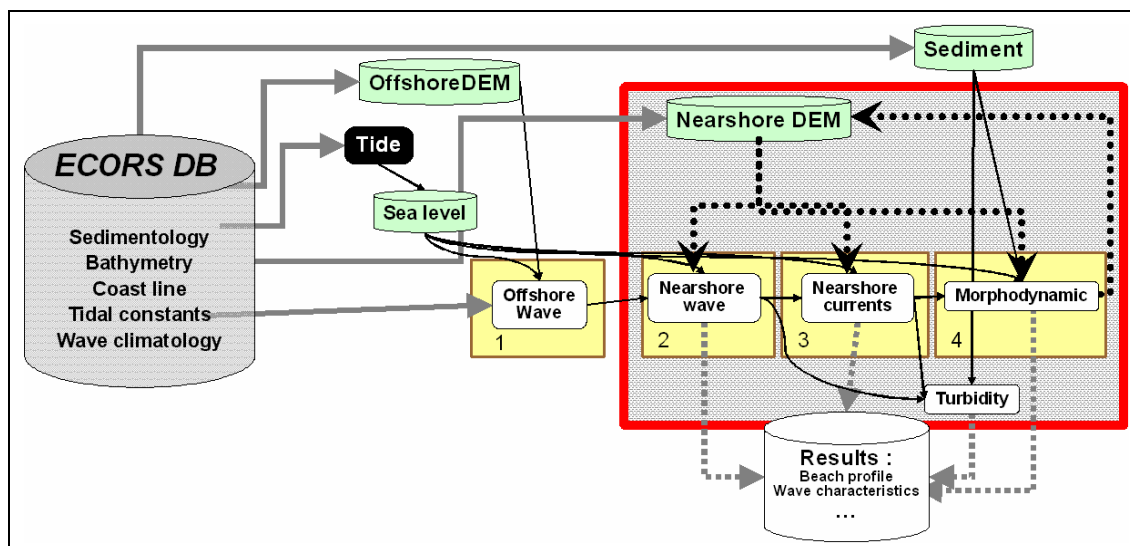 Sediment
OffshoreDEM
Nearshore DEM
Tide
ECORS DB
Sea level
Sedimentology
Bathymetry
Coast line
Tidal constants
Wave climatology
Offshore
Wave
1
Nearshore
wave
2
Nearshore
currents
3
Morphodynamic
4
Turbidity
Results :
Beach profile
Wave characteristics
...